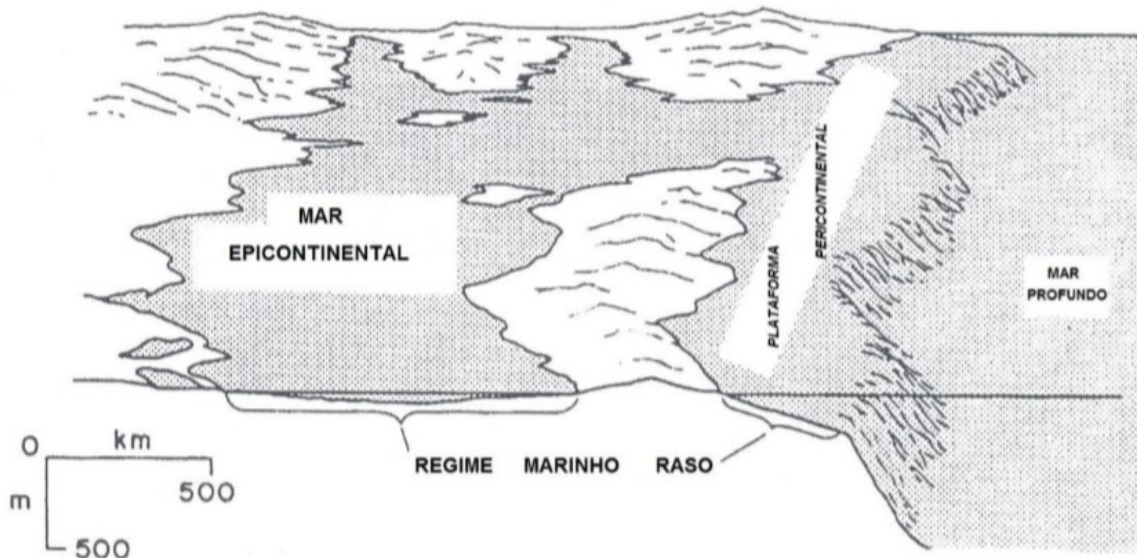 MAR
EPICONTINENTAL
PLATAFORMA
PERICONTINENTAL
MAR
PROFUNDO
REGIME MARINHO RASO
0 km
500
m
500